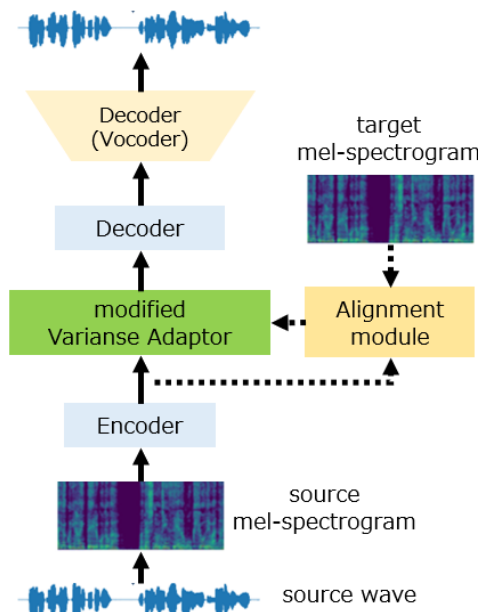 Decoder
(Vocoder)
target
mel-spectrogram
Decoder
modified
Varianse Adaptor
Alignment
module
Encoder
source
mel-spectrogram
source wave